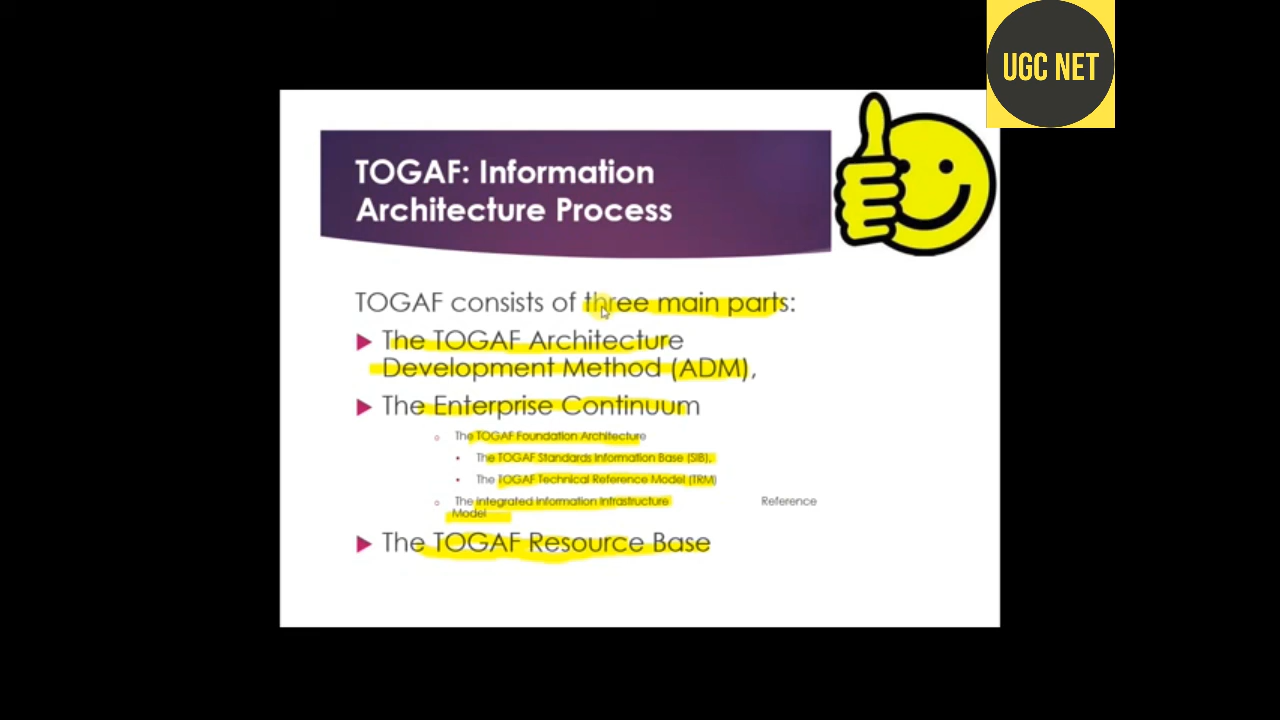 UGC NET
TOGAF: Information
Architecture Process
TOGAF consists of three main parts:
The TOGAF Architecture
Development Method (ADM),
The Enterprise Continuum
The TOGAF Foundation Architecture
The TOGAF Standards Information Base (SIB),
The TOGAF Technical Reference Model (TRM)
The Integrated Information Infrastructure Reference
Model
The TOGAF Resource Base